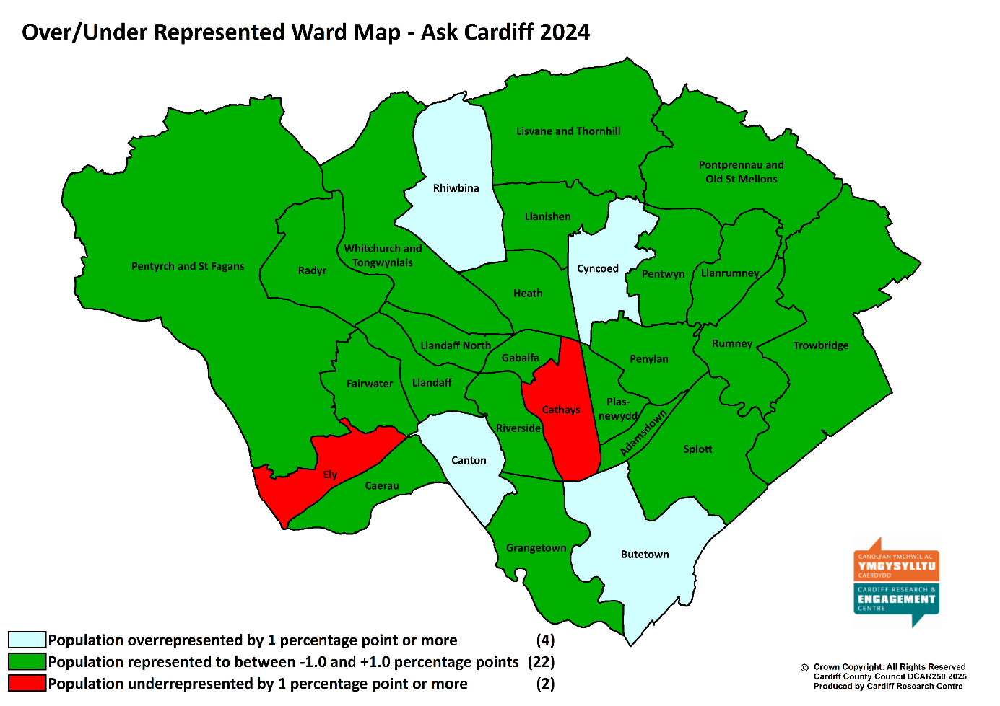 Over/Under Represented Ward Map - Ask Cardiff 2024
Lisvane and Thornhill
Pontprennau and
Old St Mellons
Rhiwbina
Llanishen
Whitchurch and
Tongwynlais
Pentyrch and St Fagans
Radyr
Cyncoed
Pentwyn
Llanrumney
Heath
Llandaff North
Gabalfa
Penylan
Rumney
Trowbridge
Fairwater
Llandaff
Cathays
Plas-
newydd
Riverside
Adamsdown
Splott
Canton
Ely
Caerau
Grangetown
Butetown
CANOLFAN YMCHWIL AC
YMGYSYLLTU
CAERDYDD
CARDIFF RESEARCH &
ENGAGEMENT
CENTRE
Population overrepresented by 1 percentage point or more (4)
Population represented to between -1.0 and +1.0 percentage points (22)
Population underrepresented by 1 percentage point or more (2)
© Crown Copyright: All Rights Reserved
Cardiff County Council DCAR250 2025
Produced by Cardiff Research Centre